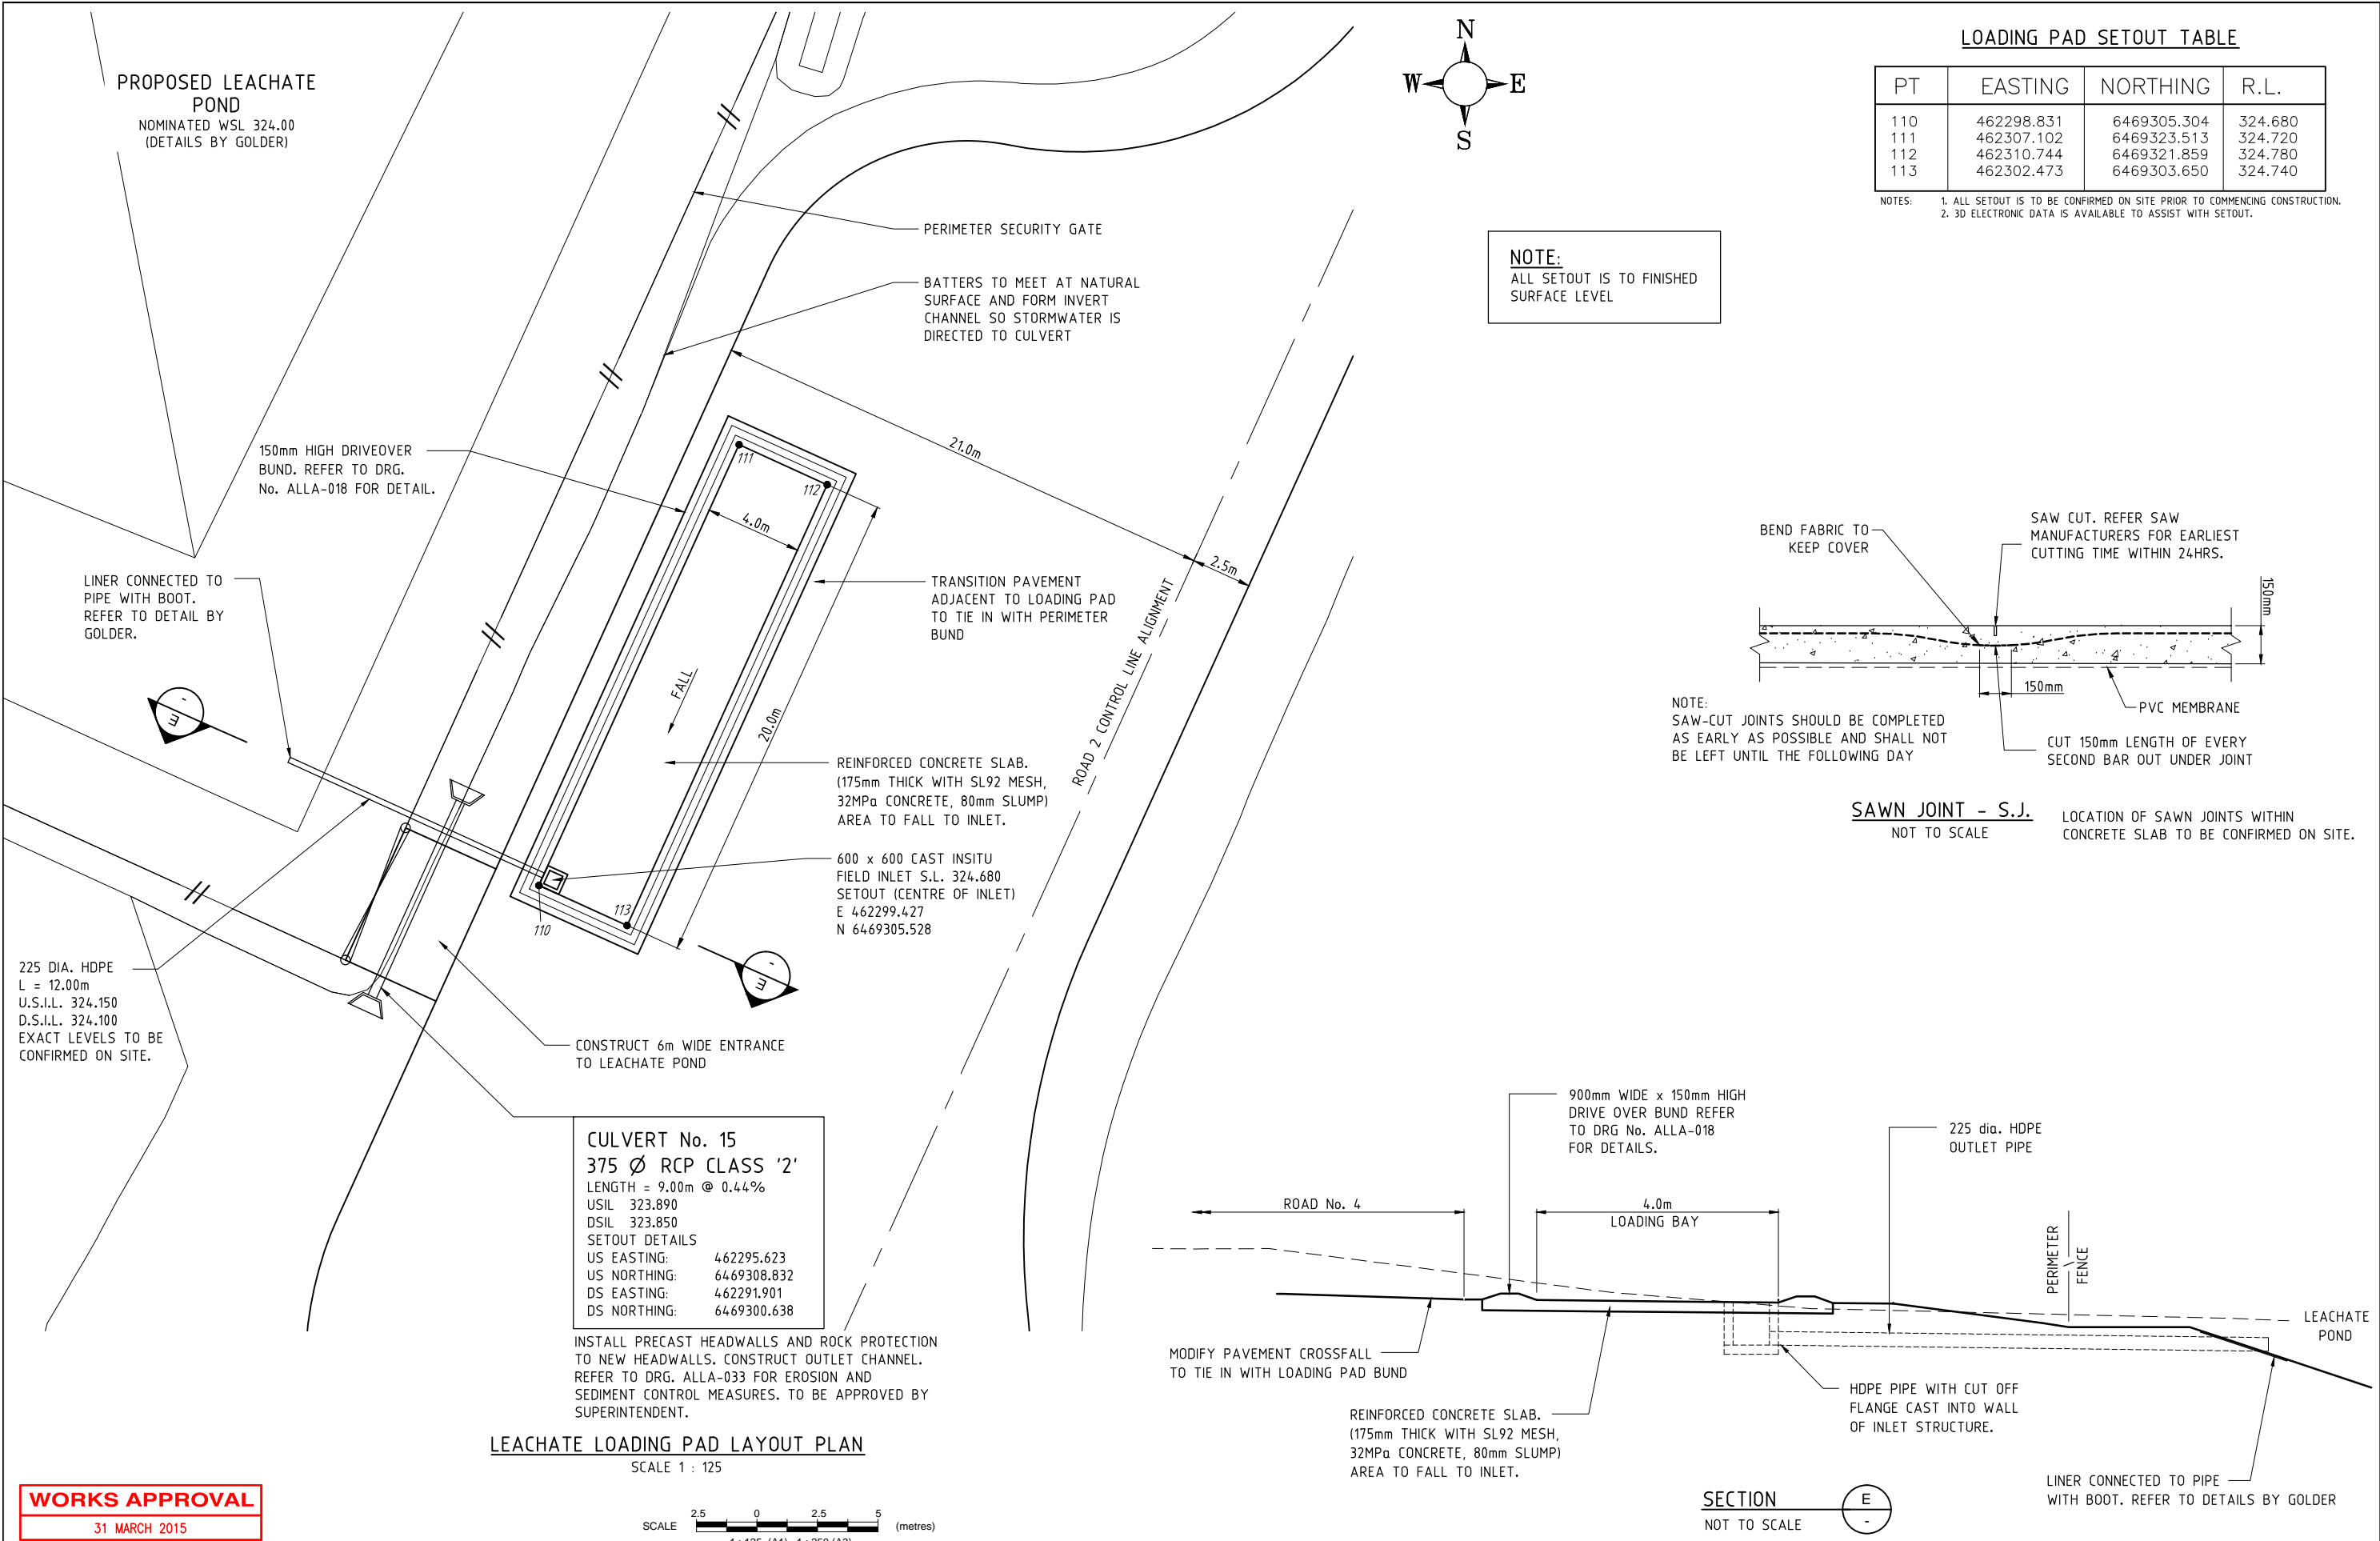 PROPOSED LEACHATE
POND
NOMINATED WSL 324.00
(DETAILS BY GOLDER)
N
W
E
S
LOADING PAD SETOUT TABLE
PT EASTING NORTHING R.L.
110 462298.831 6469305.304 324.680
111 462307.102 6469323.513 324.720
112 462310.744 6469321.859 324.780
113 462302.473 6469303.650 324.740
NOTES: 1. ALL SETOUT IS TO BE CONFIRMED ON SITE PRIOR TO COMMENCING CONSTRUCTION.
2. 3D ELECTRONIC DATA IS AVAILABLE TO ASSIST WITH SETOUT.
NOTE:
ALL SETOUT IS TO FINISHED
SURFACE LEVEL
PERIMETER SECURITY GATE
BATTERS TO MEET AT NATURAL
SURFACE AND FORM INVERT
CHANNEL SO STORMWATER IS
DIRECTED TO CULVERT
150mm HIGH DRIVEOVER
BUND. REFER TO DRG.
No. ALLA-018 FOR DETAIL.
21.0m
111
112
4.0m
2.5m
LINER CONNECTED TO
PIPE WITH BOOT.
REFER TO DETAIL BY
GOLDER.
TRANSITION PAVEMENT
ADJACENT TO LOADING PAD
TO TIE IN WITH PERIMETER
BUND
ROAD 2 CONTROL LINE ALIGNMENT
FALL
20.0m
-
E
REINFORCED CONCRETE SLAB.
(175mm THICK WITH SL92 MESH,
32MPa CONCRETE, 80mm SLUMP)
AREA TO FALL TO INLET.
600 x 600 CAST INSITU
FIELD INLET S.L. 324.680
SETOUT (CENTRE OF INLET)
E 462299.427
N 6469305.528
113
110
-
E
225 DIA. HDPE
L = 12.00m
U.S.I.L. 324.150
D.S.I.L. 324.100
EXACT LEVELS TO BE
CONFIRMED ON SITE.
CONSTRUCT 6m WIDE ENTRANCE
TO LEACHATE POND
CULVERT No. 15
375 Ø RCP CLASS '2'
LENGTH = 9.00m @ 0.44%
USIL 323.890
DSIL 323.850
SETOUT DETAILS
US EASTING: 462295.623
US NORTHING: 6469308.832
DS EASTING: 462291.901
DS NORTHING: 6469300.638
INSTALL PRECAST HEADWALLS AND ROCK PROTECTION
TO NEW HEADWALLS. CONSTRUCT OUTLET CHANNEL.
REFER TO DRG. ALLA-033 FOR EROSION AND
SEDIMENT CONTROL MEASURES. TO BE APPROVED BY
SUPERINTENDENT.
LEACHATE LOADING PAD LAYOUT PLAN
SCALE 1 : 125
SCALE 2.5 0 2.5 5 (metres)
WORKS APPROVAL
31 MARCH 2015
BEND FABRIC TO
KEEP COVER
SAW CUT. REFER SAW
MANUFACTURERS FOR EARLIEST
CUTTING TIME WITHIN 24HRS.
150mm
150mm
PVC MEMBRANE
NOTE:
SAW-CUT JOINTS SHOULD BE COMPLETED
AS EARLY AS POSSIBLE AND SHALL NOT
BE LEFT UNTIL THE FOLLOWING DAY
CUT 150mm LENGTH OF EVERY
SECOND BAR OUT UNDER JOINT
SAWN JOINT - S.J.
NOT TO SCALE
LOCATION OF SAWN JOINTS WITHIN
CONCRETE SLAB TO BE CONFIRMED ON SITE.
900mm WIDE x 150mm HIGH
DRIVE OVER BUND REFER
TO DRG No. ALLA-018
FOR DETAILS.
225 dia. HDPE
OUTLET PIPE
ROAD No. 4
4.0m
LOADING BAY
PERIMETER
FENCE
LEACHATE
POND
MODIFY PAVEMENT CROSSFALL
TO TIE IN WITH LOADING PAD BUND
REINFORCED CONCRETE SLAB.
(175mm THICK WITH SL92 MESH,
32MPa CONCRETE, 80mm SLUMP)
AREA TO FALL TO INLET.
HDPE PIPE WITH CUT OFF
FLANGE CAST INTO WALL
OF INLET STRUCTURE.
LINER CONNECTED TO PIPE
WITH BOOT. REFER TO DETAILS BY GOLDER
SECTION
NOT TO SCALE
E
-